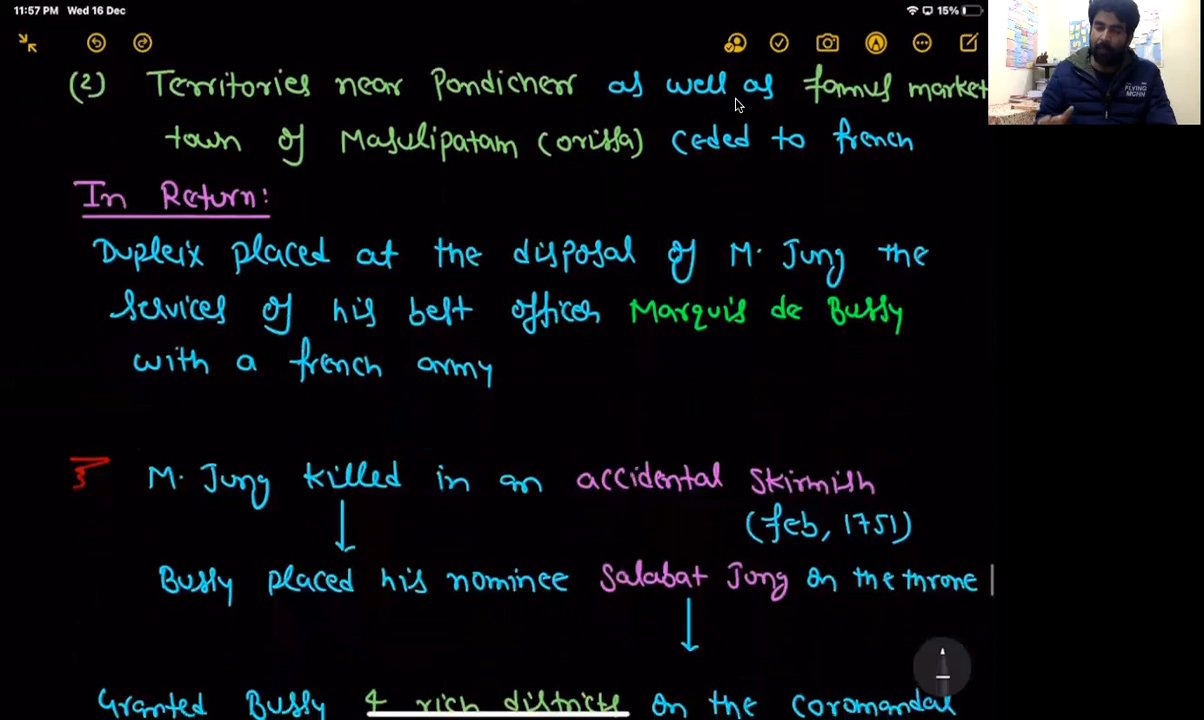 11:57 PM Wed 16 Dec
15%
FLYING MCHN
(2) Territories near Pondicherr as well as famus market
town of Masulipatam (orissa) ceded to french
In Return:
Dupleix placed at the disposal of M. Jung the
services of his best officer Marquis de Bussy
with a french army
M. Jung killed in an accidental skirmish
(feb, 1751)
Bussy placed his nominee Salabat Jung on the throne
Granted Bussy 4 rich districts on the coromandal